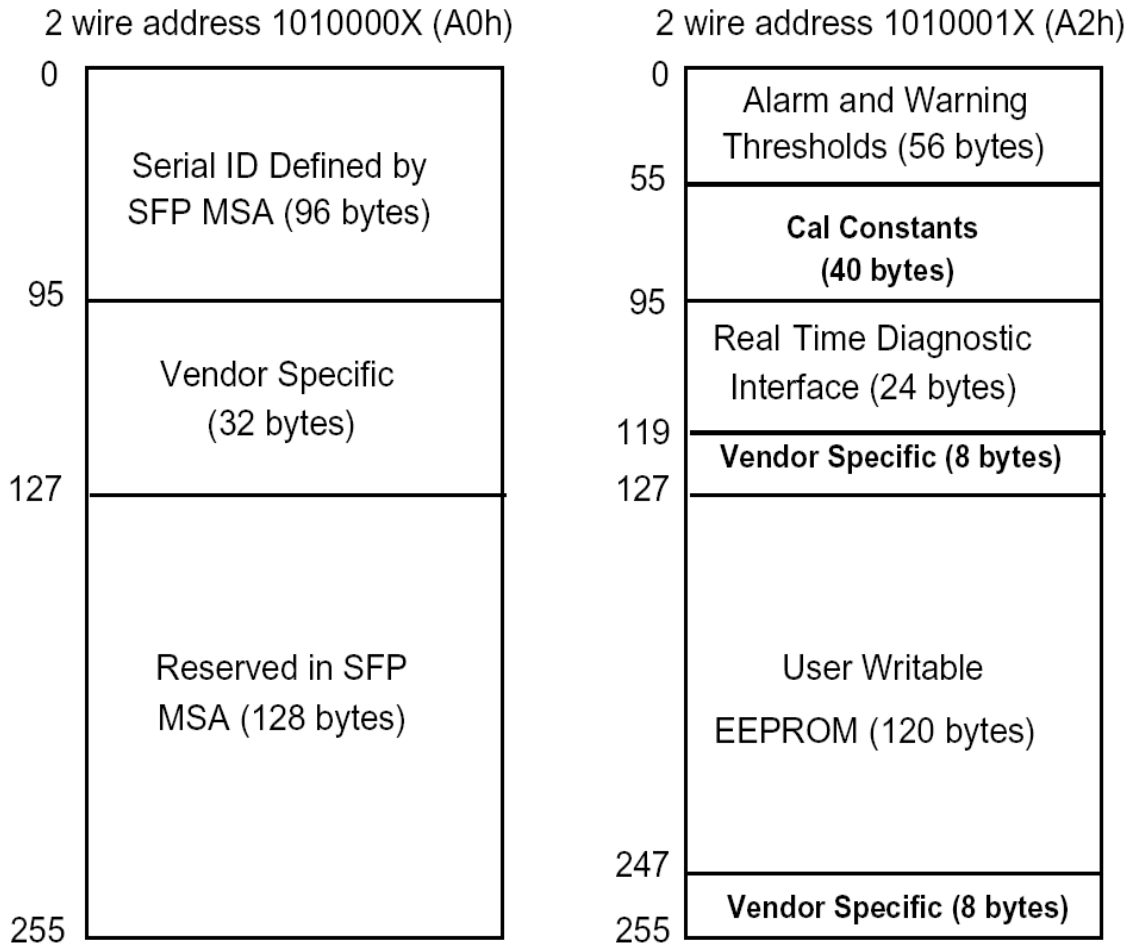 2 wire address 1010000X (A0h)
0
Serial ID Defined by
SFP MSA (96 bytes)
95
Vendor Specific
(32 bytes)
127
Reserved in SFP
MSA (128 bytes)
255
2 wire address 1010001X (A2h)
0
Alarm and Warning
Thresholds (56 bytes)
55
Cal Constants
(40 bytes)
95
Real Time Diagnostic
Interface (24 bytes)
119
Vendor Specific (8 bytes)
127
User Writable
EEPROM (120 bytes)
247
Vendor Specific (8 bytes)
255